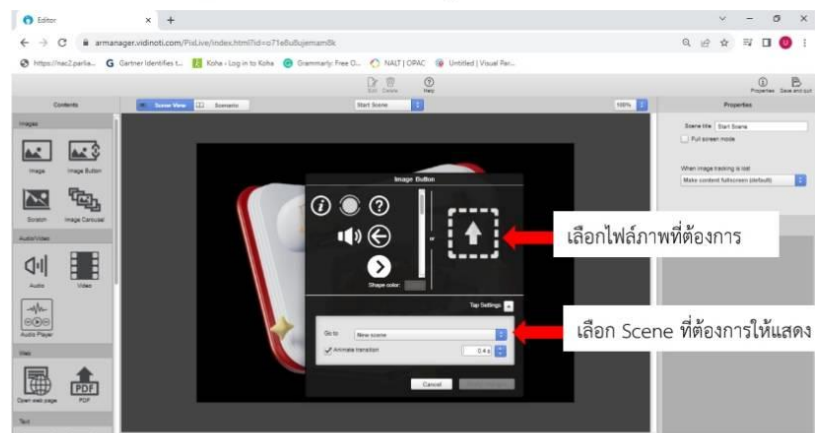 Editor
armanager.vidinoti.com/PixLive/index.html?id=o71e8u8ujemam8k
https://nac2.parlia... Gartner Identifies t... Koha › Log in to Koha Grammarly: Free O... NALT | OPAC Untitled | Visual Par...
Edit Delete Help Properties Save and quit
Contents Scene View Scenario Start Scene 100% Properties
Images
Image Image Button
Scratch Image Carousel
Audio/Video
Audio Video
Audio Player
Web
Open web page PDF
PDF
Text
Image Button
or
Shape color:
Tap Settings
Go to New scene
Animate transition 0.4 s
Cancel
Scene title Start Scene
Full screen mode
When image tracking is lost
Make content fullscreen (default)
เลือกไฟล์ภาพที่ต้องการ
เลือก Scene ที่ต้องการให้แสดง